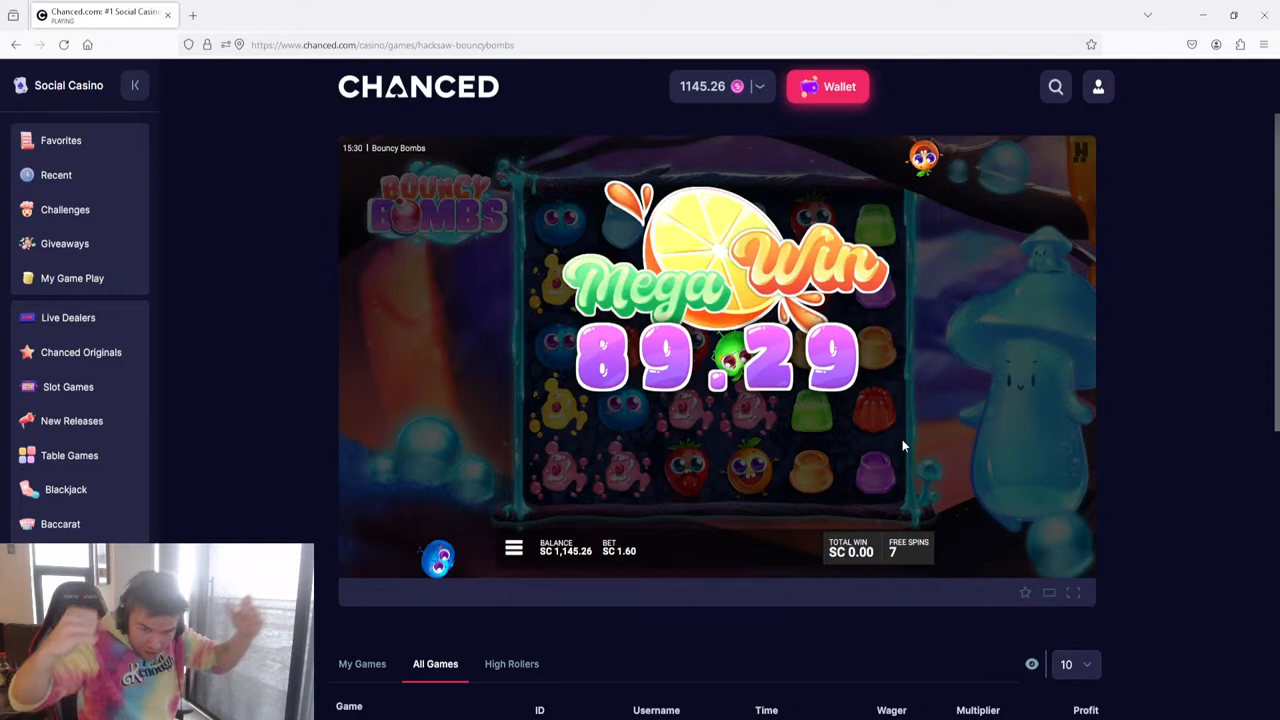 Chanced.com: #1 Social Casino
PLAYING
https://www.chanced.com/casino/games/hacksaw-bouncybombs
Social Casino
CHANCED
1145.26
Wallet
Favorites
Recent
Challenges
Giveaways
My Game Play
Live Dealers
Chanced Originals
Slot Games
New Releases
Table Games
Blackjack
Baccarat
15:30 | Bouncy Bombs
BOUNCY
BOMBS
Mega Win
89.29
BALANCE
SC 1,145.26
BET
SC 1.60
TOTAL WIN
SC 0.00
FREE SPINS
7
My Games
All Games
High Rollers
10
Game
ID
Username
Time
Wager
Multiplier
Profit